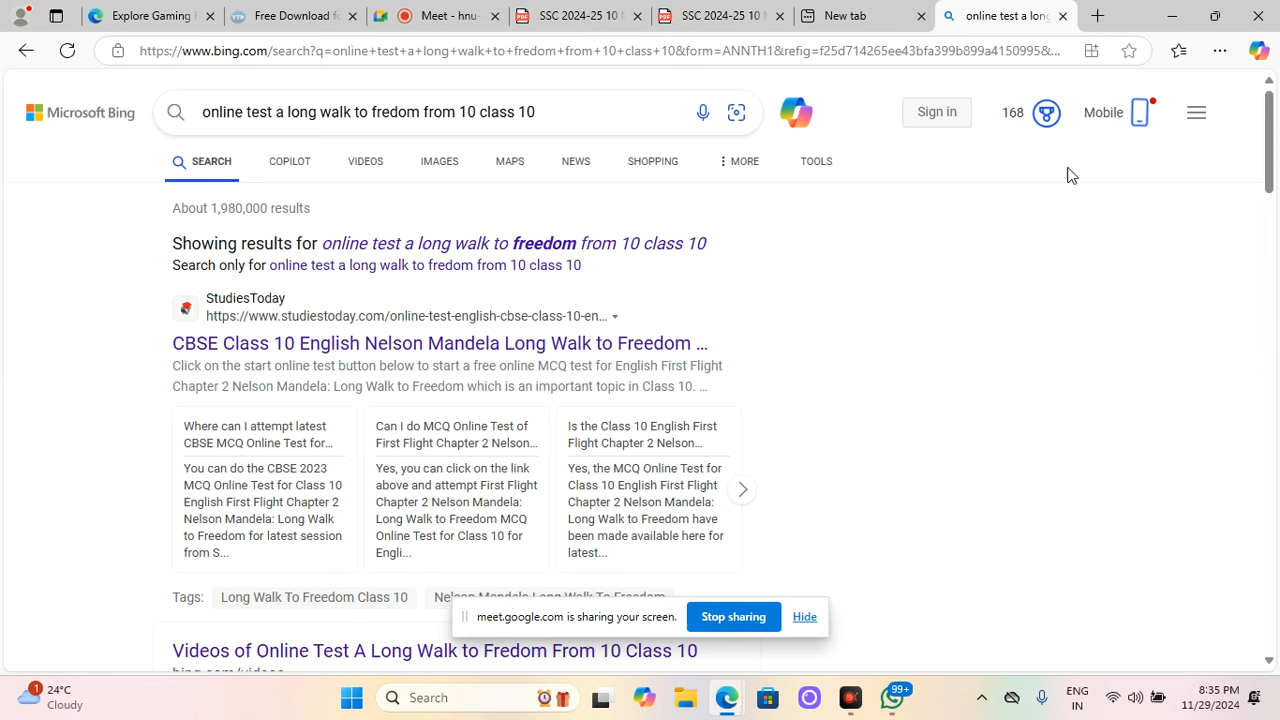 Explore Gaming F
Free Download fo
Meet - hnu-
SSC 2024-25 10 M
SSC 2024-25 10 M
New tab
online test a long
https://www.bing.com/search?q=online+test+a+long+walk+to+fredom+from+10+class+10&form=ANNTH1&refig=f25d714265ee43bfa399b899a4150995&...
Microsoft Bing
online test a long walk to fredom from 10 class 10
Sign in
168
Mobile
SEARCH COPILOT VIDEOS IMAGES MAPS NEWS SHOPPING MORE TOOLS
About 1,980,000 results
Showing results for online test a long walk to freedom from 10 class 10
Search only for online test a long walk to fredom from 10 class 10
StudiesToday
https://www.studiestoday.com/online-test-english-cbse-class-10-en...
CBSE Class 10 English Nelson Mandela Long Walk to Freedom ...
Click on the start online test button below to start a free online MCQ test for English First Flight
Chapter 2 Nelson Mandela: Long Walk to Freedom which is an important topic in Class 10. ...
Where can I attempt latest
CBSE MCQ Online Test for...
You can do the CBSE 2023
MCQ Online Test for Class 10
English First Flight Chapter 2
Nelson Mandela: Long Walk
to Freedom for latest session
from S...
Can I do MCQ Online Test of
First Flight Chapter 2 Nelson...
Yes, you can click on the link
above and attempt First Flight
Chapter 2 Nelson Mandela:
Long Walk to Freedom MCQ
Online Test for Class 10 for
Engli...
Is the Class 10 English First
Flight Chapter 2 Nelson...
Yes, the MCQ Online Test for
Class 10 English First Flight
Chapter 2 Nelson Mandela:
Long Walk to Freedom have
been made available here for
latest...
Tags: Long Walk To Freedom Class 10 Nelson Mandela Long Walk To Freedom
meet.google.com is sharing your screen. Stop sharing Hide
Videos of Online Test A Long Walk to Fredom From 10 Class 10
bing.com/videos
1
24°C
Cloudy
Search
99+
ENG
IN
8:35 PM
11/29/2024